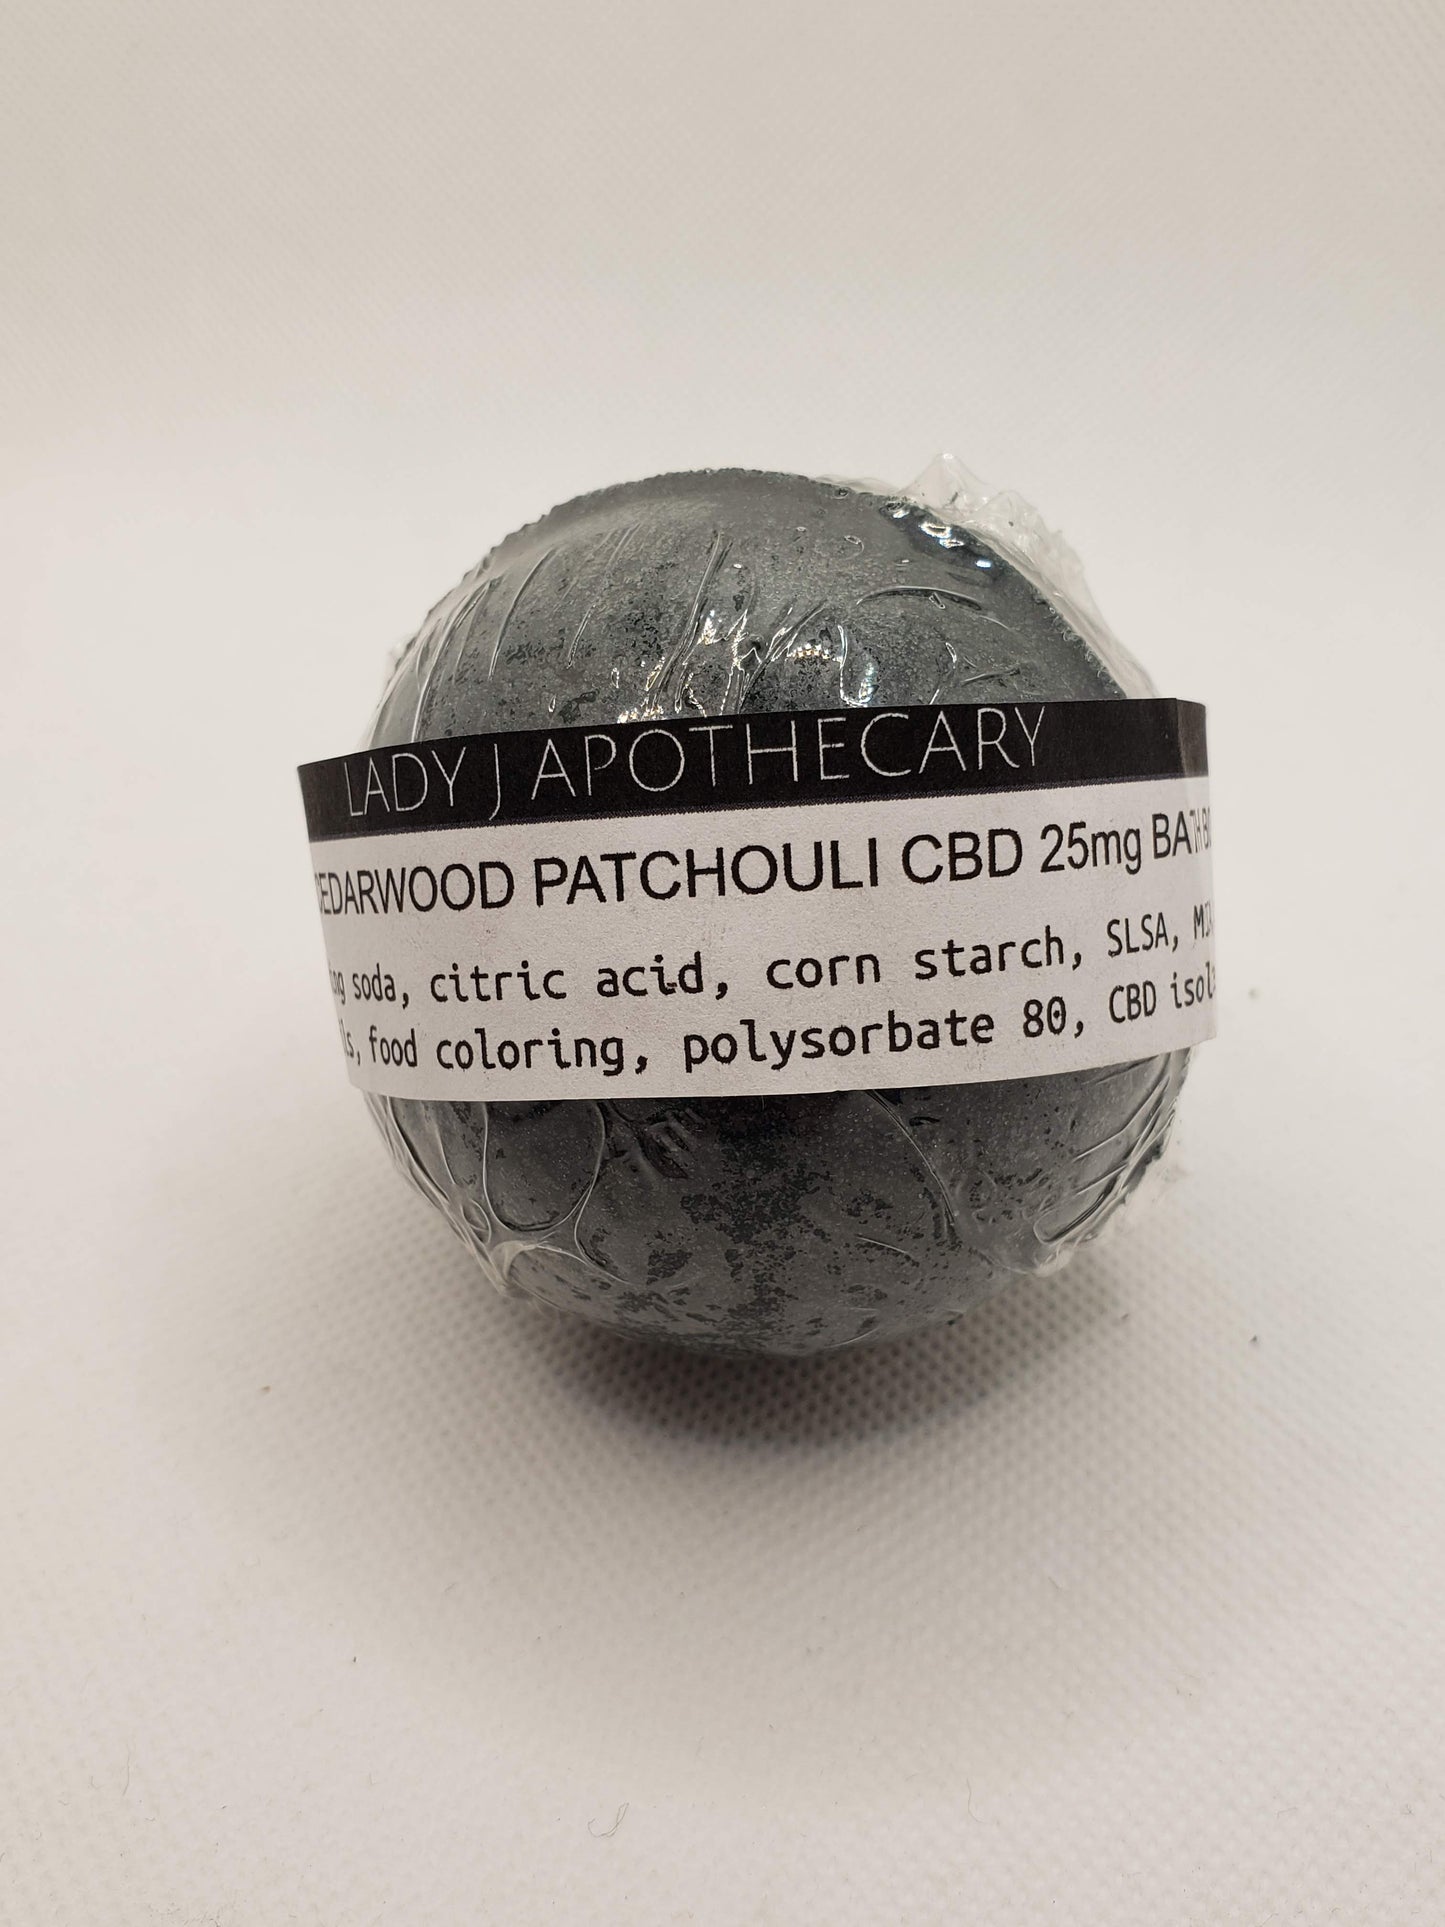 LADY J APOTHECARY
CEDARWOOD PATCHOULI CBD 25mg BATH
soda, citric acid, corn starch, SLSA,
food coloring, polysorbate 80, CBD